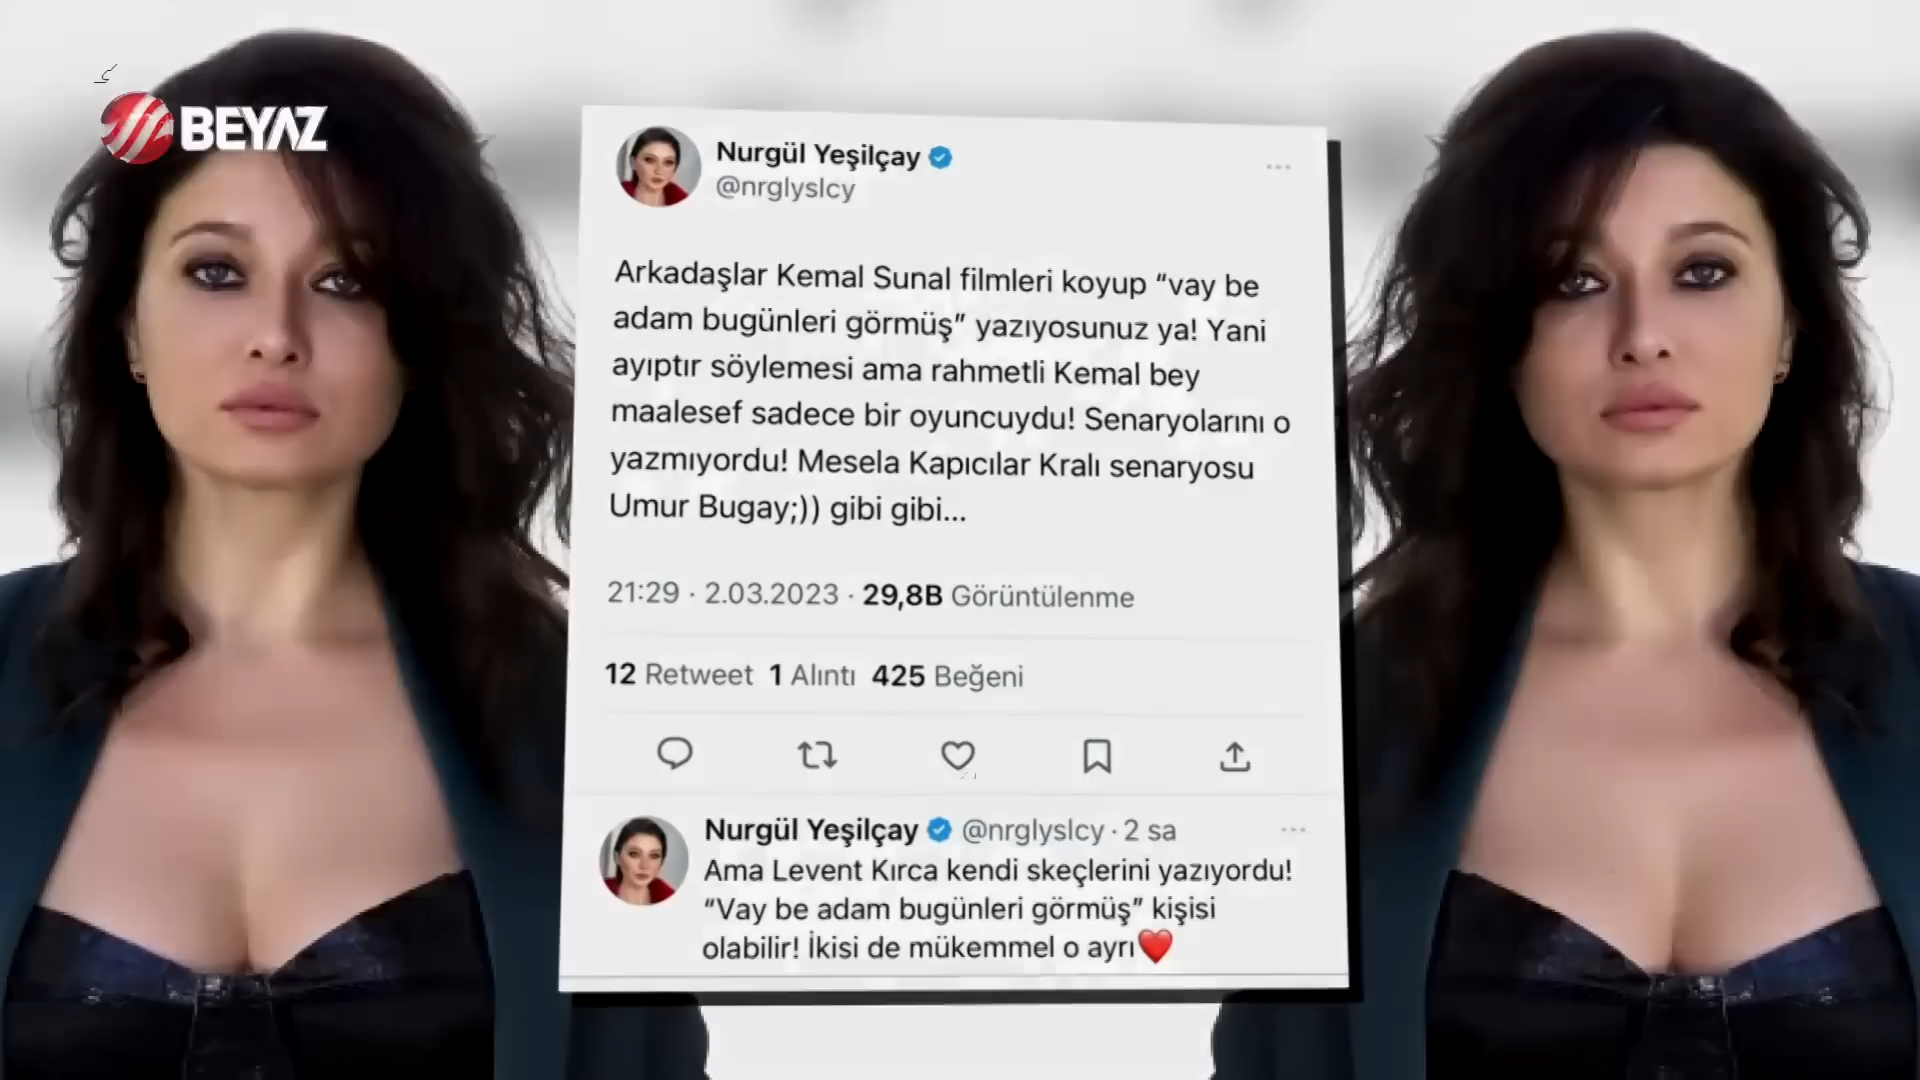 BEYAZ
Nurgül Yeşilçay
@nrglyslcy
Arkadaşlar Kemal Sunal filmleri koyup “vay be
adam bugünleri görmüş” yazıyosunuz ya! Yani
ayıptır söylemesi ama rahmetli Kemal bey
maalesef sadece bir oyuncuydu! Senaryolarını o
yazmıyordu! Mesela Kapıcılar Kralı senaryosu
Umur Bugay;)) gibi gibi...
21:29 · 2.03.2023 · 29,8B Görüntülenme
12 Retweet 1 Alıntı 425 Beğeni
Nurgül Yeşilçay @nrglyslcy · 2 sa
Ama Levent Kırca kendi skeçlerini yazıyordu!
“Vay be adam bugünleri görmüş” kişisi
olabilir! İkisi de mükemmel o ayrı❤️